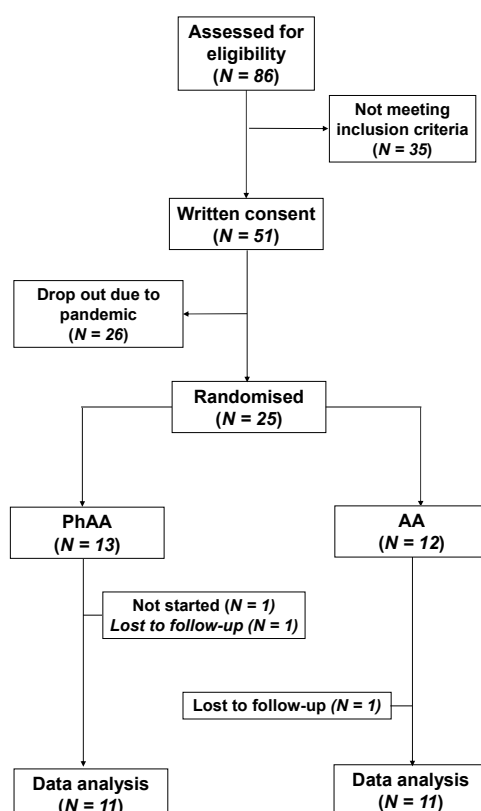 Assessed for
eligibility
(N = 86)
Not meeting
inclusion criteria
(N = 35)
Written consent
(N = 51)
Drop out due to
pandemic
(N = 26)
Randomised
(N = 25)
PhAA
(N = 13)
AA
(N = 12)
Not started (N = 1)
Lost to follow-up (N = 1)
Lost to follow-up (N = 1)
Data analysis
(N = 11)
Data analysis
(N = 11)